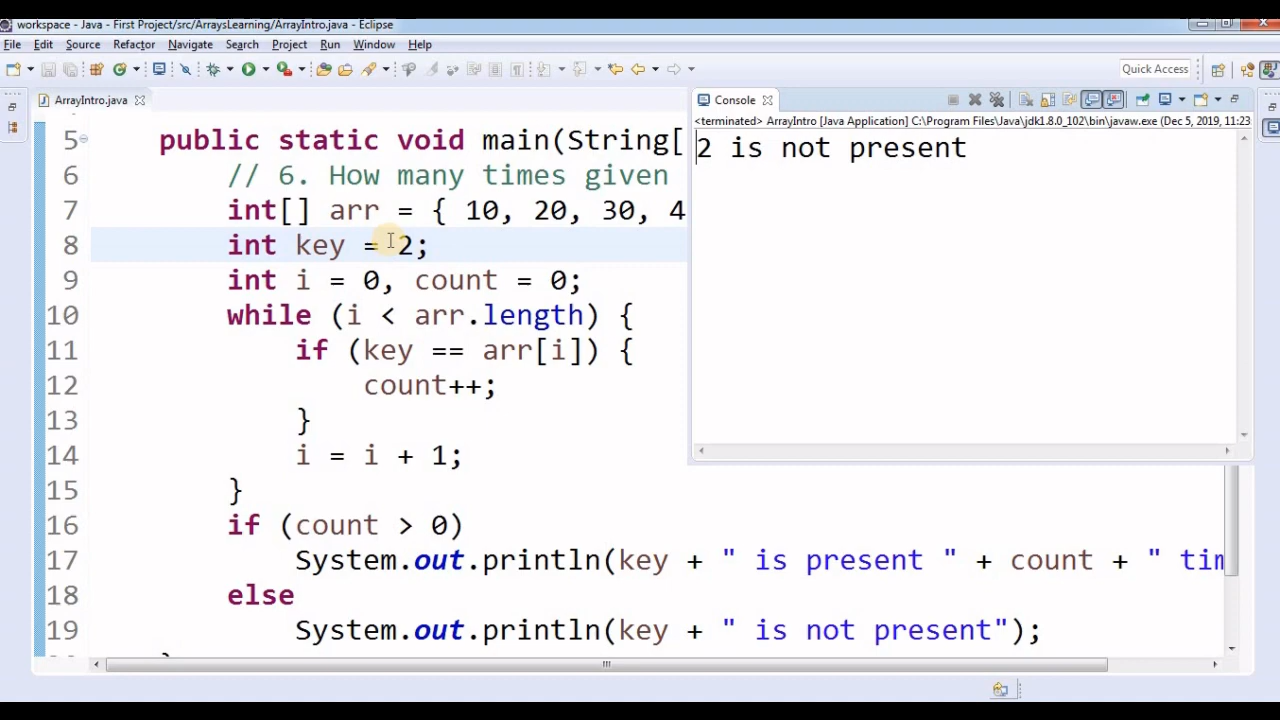 workspace - Java - First Project/src/ArraysLearning/ArrayIntro.java - Eclipse
File Edit Source Refactor Navigate Search Project Run Window Help
Quick Access
ArrayIntro.java
5 public static void main(String[
6 // 6. How many times given
7 int[] arr = { 10, 20, 30, 4
8 int key = 2;
9 int i = 0, count = 0;
10 while (i < arr.length) {
11 if (key == arr[i]) {
12 count++;
13 }
14 i = i + 1;
15 }
16 if (count > 0)
17 System.out.println(key + " is present " + count + " tim
18 else
19 System.out.println(key + " is not present");
Console
<terminated> ArrayIntro [Java Application] C:\Program Files\Java\jdk1.8.0_102\bin\javaw.exe (Dec 5, 2019, 11:23
2 is not present